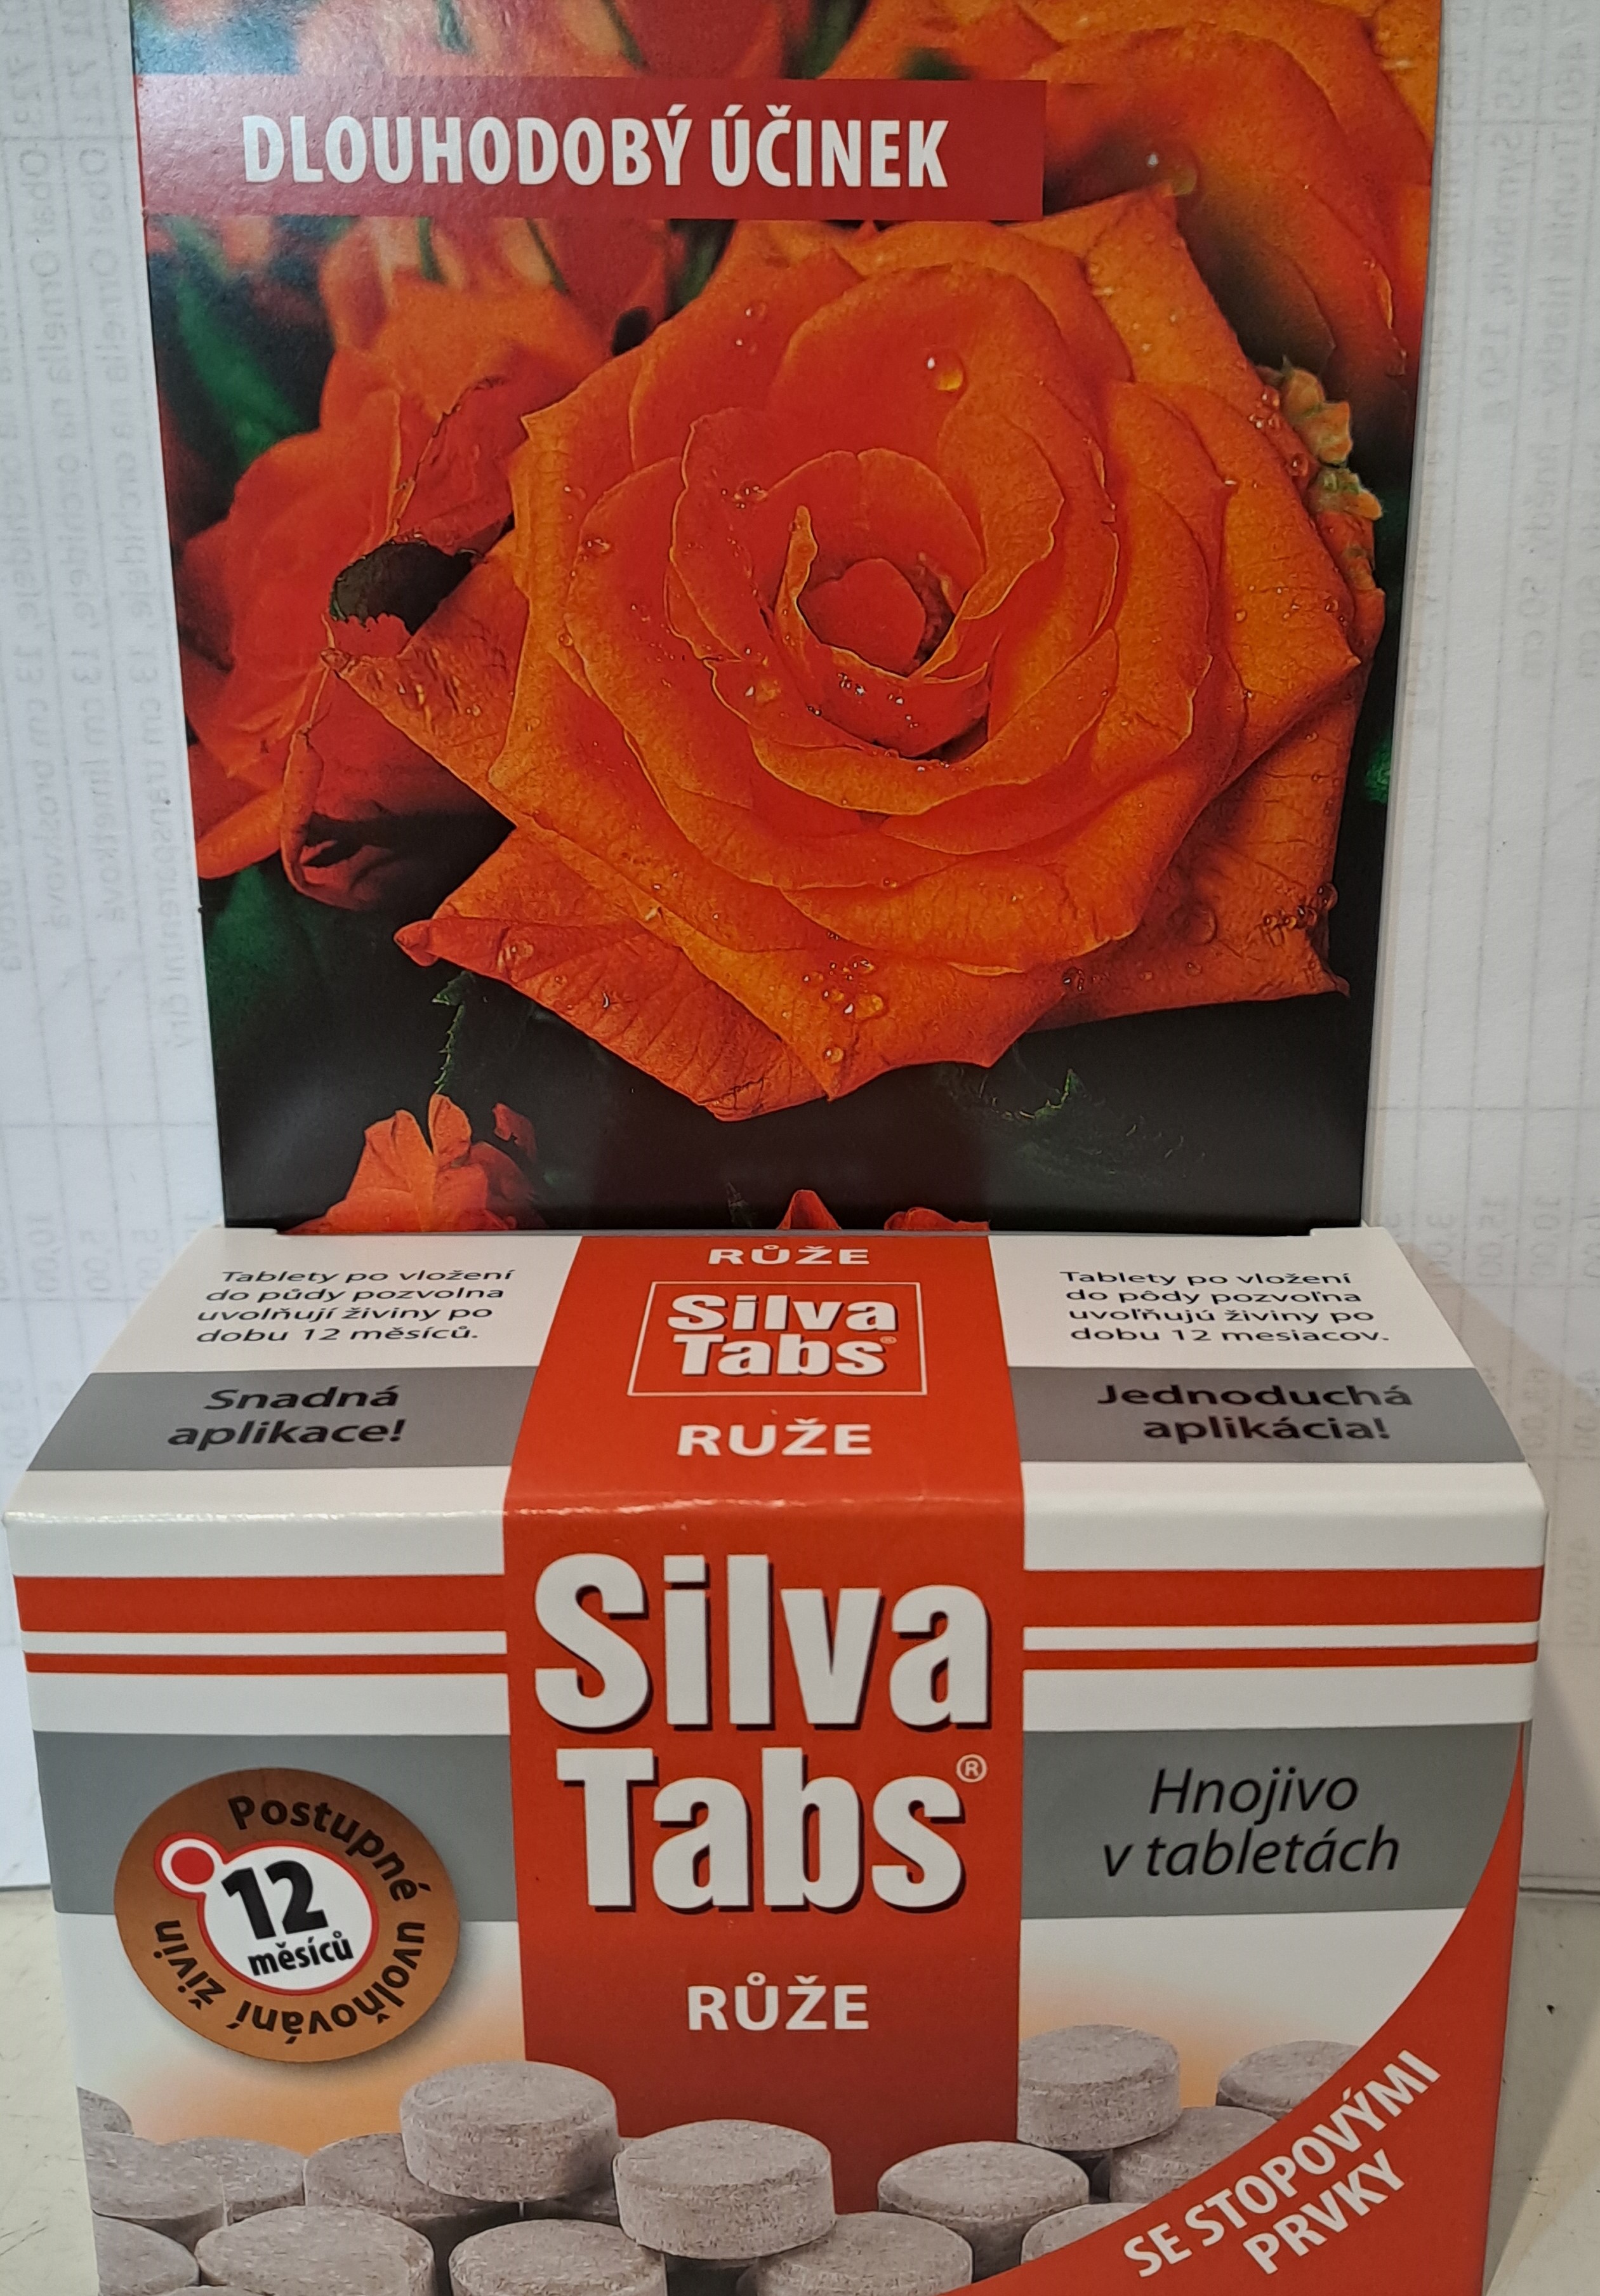 DLOUHODOBÝ ÚČINEK
Tablety po vložení
do půdy pozvolna
uvolňují živiny po
dobu 12 měsíců.
Snadná
aplikace!
RŮŽE
Silva
Tabs®
RUŽE
Tablety po vložení
do pôdy pozvoľna
uvoľňujú živiny po
dobu 12 mesiacov.
Jednoduchá
aplikácia!
Silva
Tabs®
RŮŽE
Postupné uvolňování živin
12
měsíců
Hnojivo
v tabletách
SE STOPOVÝMI
PRVKY